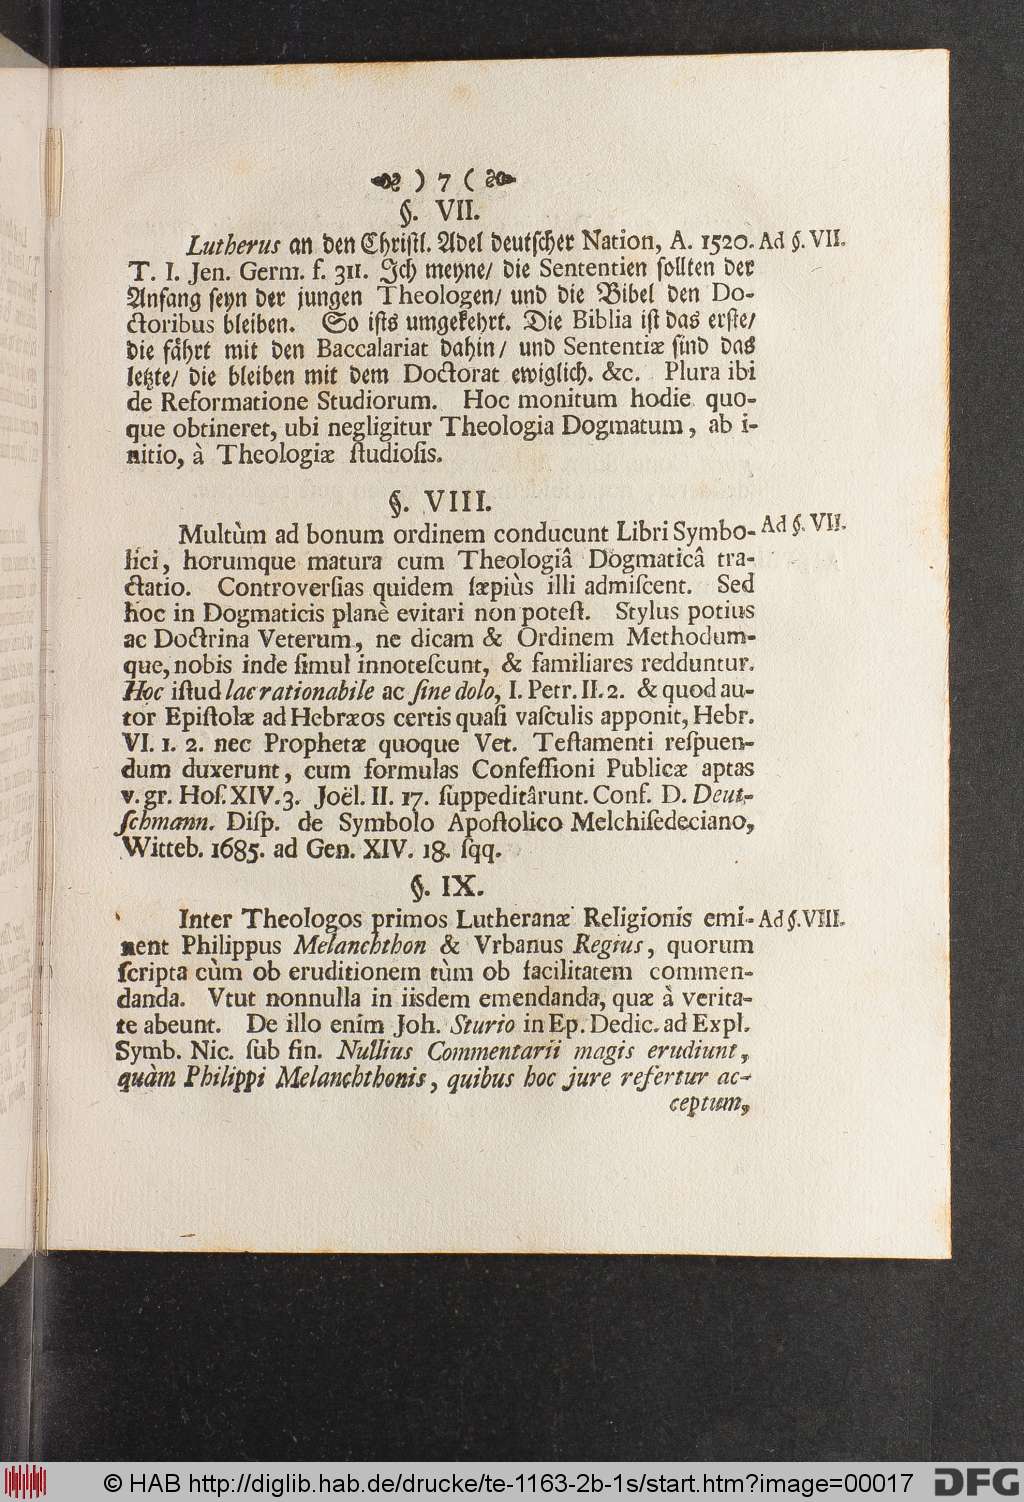 ) 7 (
§. VII.
Lutherus an den Christl. Adel deutscher Nation, A. 1520. Ad §. VII.
T. I. Jen. Germ. f. 311. Ich meyne/ die Sententien sollten der
Anfang seyn der jungen Theologen/ und die Bibel den Do-
ctoribus bleiben. So ists umgekehrt. Die Biblia ist das erste/
die fährt mit den Baccalariat dahin/ und Sententiæ sind das
letzte/ die bleiben mit dem Doctorat ewiglich. &c. Plura ibi
de Reformatione Studiorum. Hoc monitum hodie quo-
que obtineret, ubi negligitur Theologia Dogmatum, ab i-
nitio, à Theologiæ ſtudioſis.
§. VIII.
Multùm ad bonum ordinem conducunt Libri Symbo- Ad §. VII.
lici, horumque matura cum Theologiâ Dogmaticâ tra-
ctatio. Controverſias quidem ſæpiùs illi admiſcent. Sed
hoc in Dogmaticis planè evitari non poteſt. Stylus potius
ac Doctrina Veterum, ne dicam & Ordinem Methodum-
que, nobis inde ſimul innoteſcunt, & familiares redduntur.
Hoc iſtud lac rationabile ac ſine dolo, I. Petr. II. 2. & quod au-
tor Epiſtolæ ad Hebræos certis quaſi vaſculis apponit, Hebr.
VI. 1. 2. nec Prophetæ quoque Vet. Teſtamenti reſpuen-
dum duxerunt, cum formulas Confeſſioni Publicæ aptas
v. gr. Hoſ. XIV. 3. Joël. II. 17. ſuppeditârunt. Conf. D. Deut-
ſchmann. Diſp. de Symbolo Apoſtolico Melchiſedeciano,
Witteb. 1685. ad Gen. XIV. 18. ſqq.
§. IX.
Inter Theologos primos Lutheranæ Religionis emi- Ad §. VIII.
nent Philippus Melanchthon & Vrbanus Regius, quorum
ſcripta cùm ob eruditionem tùm ob facilitatem commen-
danda. Vtut nonnulla in iisdem emendanda, quæ à verita-
te abeunt. De illo enim Joh. Sturio in Ep. Dedic. ad Expl.
Symb. Nic. ſub fin. Nullius Commentarii magis erudiunt,
quàm Philippi Melanchthonis, quibus hoc jure refertur ac-
ceptum,
© HAB http://diglib.hab.de/drucke/te-1163-2b-1s/start.htm?image=00017
DFG